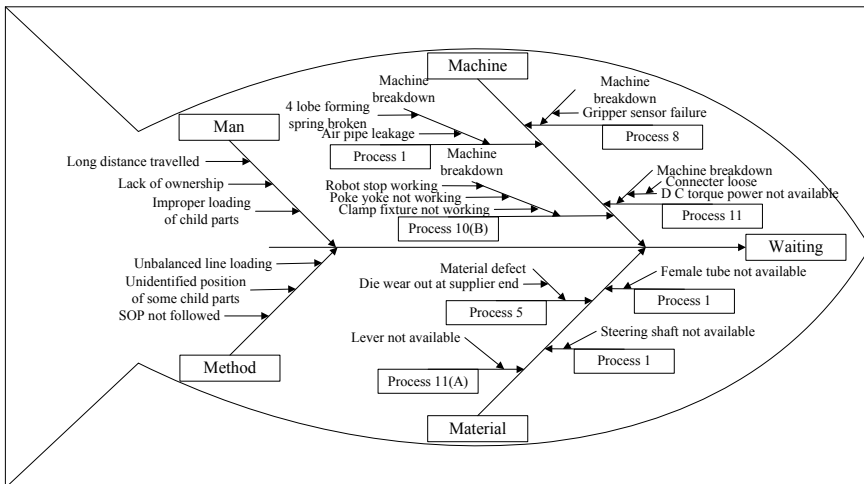 Machine
Machine
breakdown
4 lobe forming
spring broken
Air pipe leakage
Process 1
Machine
breakdown
Gripper sensor failure
Process 8
Man
Long distance travelled
Lack of ownership
Improper loading
of child parts
Machine
breakdown
Robot stop working
Poke yoke not working
Clamp fixture not working
Process 10(B)
Machine breakdown
Connecter loose
D C torque power not available
Process 11
Waiting
Unbalanced line loading
Unidentified position
of some child parts
SOP not followed
Method
Material defect
Die wear out at supplier end
Process 5
Female tube not available
Process 1
Lever not available
Process 11(A)
Steering shaft not available
Process 1
Material